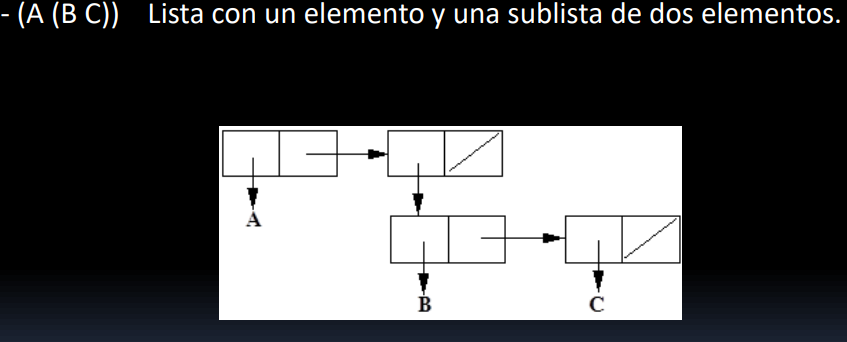 - (A (B C)) Lista con un elemento y una sublista de dos elementos.
A
B
C